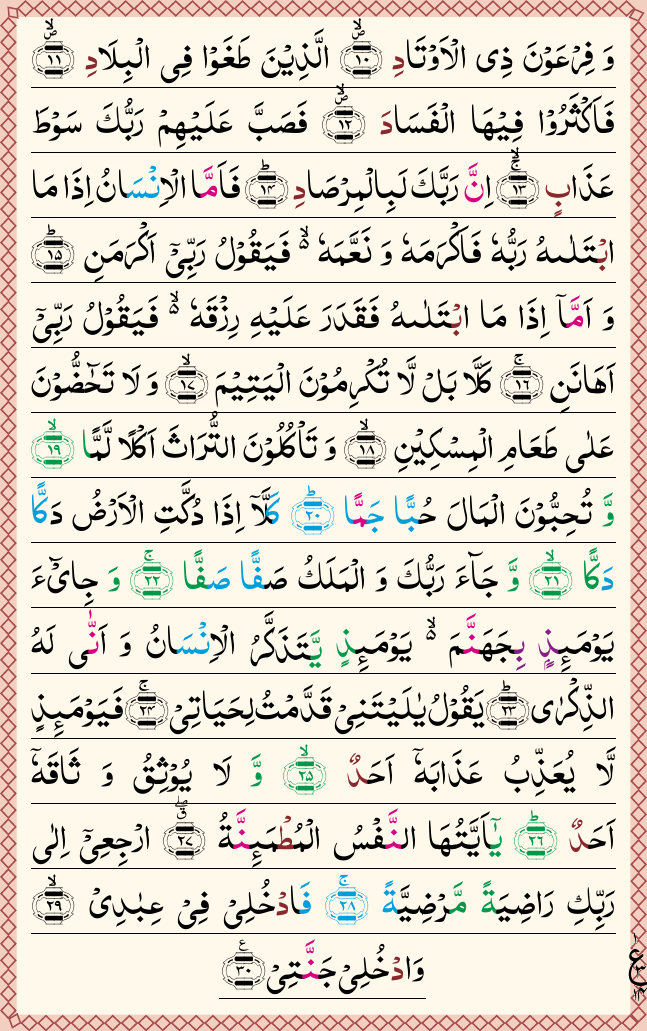 وَ فِرْعَوْنَ ذِی الْاَوْتَادِ ۪ۙ﴿۱۰﴾ الَّذِیْنَ طَغَوْا فِی الْبِلَادِ ۪ۙ﴿۱۱﴾
فَاَكْثَرُوْا فِیْهَا الْفَسَادَ ۪ۙ﴿۱۲﴾ فَصَبَّ عَلَیْهِمْ رَبُّكَ سَوْطَ
عَذَابٍ ۚۙ﴿۱۳﴾ اِنَّ رَبَّكَ لَبِالْمِرْصَادِ ؕ﴿۱۴﴾ فَاَمَّا الْاِنْسَانُ اِذَا مَا
ابْتَلٰىهُ رَبُّهٗ فَاَكْرَمَهٗ وَ نَعَّمَهٗ ۬ۙ فَیَقُوْلُ رَبِّیْۤ اَكْرَمَنِ ؕ﴿۱۵﴾
وَ اَمَّاۤ اِذَا مَا ابْتَلٰىهُ فَقَدَرَ عَلَیْهِ رِزْقَهٗ ۬ۙ فَیَقُوْلُ رَبِّیْۤ
اَهَانَنِ ۚ﴿۱۶﴾ كَلَّا بَلْ لَّا تُكْرِمُوْنَ الْیَتِیْمَ ۙ﴿۱۷﴾ وَ لَا تَحٰٓضُّوْنَ
عَلٰی طَعَامِ الْمِسْكِیْنِ ۙ﴿۱۸﴾ وَ تَاْكُلُوْنَ التُّرَاثَ اَكْلًا لَّمًّا ۙ﴿۱۹﴾
وَّ تُحِبُّوْنَ الْمَالَ حُبًّا جَمًّا ؕ﴿۲۰﴾ كَلَّاۤ اِذَا دُكَّتِ الْاَرْضُ دَكًّا
دَكًّا ۙ﴿۲۱﴾ وَّ جَآءَ رَبُّكَ وَ الْمَلَكُ صَفًّا صَفًّا ۚ﴿۲۲﴾ وَ جِایْٓءَ
یَوْمَئِذٍۭ بِجَهَنَّمَ ۬ۙ یَوْمَئِذٍ یَّتَذَكَّرُ الْاِنْسَانُ وَ اَنّٰی لَهُ
الذِّكْرٰی ؕ﴿۲۳﴾ یَقُوْلُ یٰلَیْتَنِیْ قَدَّمْتُ لِحَیَاتِیْ ۚ﴿۲۴﴾ فَیَوْمَئِذٍ
لَّا یُعَذِّبُ عَذَابَهٗۤ اَحَدٌ ۙ﴿۲۵﴾ وَّ لَا یُوْثِقُ وَ ثَاقَهٗۤ
اَحَدٌ ؕ﴿۲۶﴾ یٰۤاَیَّتُهَا النَّفْسُ الْمُطْمَئِنَّةُ ۖق﴿۲۷﴾ ارْجِعِیْۤ اِلٰی
رَبِّكِ رَاضِیَةً مَّرْضِیَّةً ۚ﴿۲۸﴾ فَادْخُلِیْ فِیْ عِبٰدِیْ ۙ﴿۲۹﴾
وَادْخُلِیْ جَنَّتِیْ ﴿۳۰﴾ ع